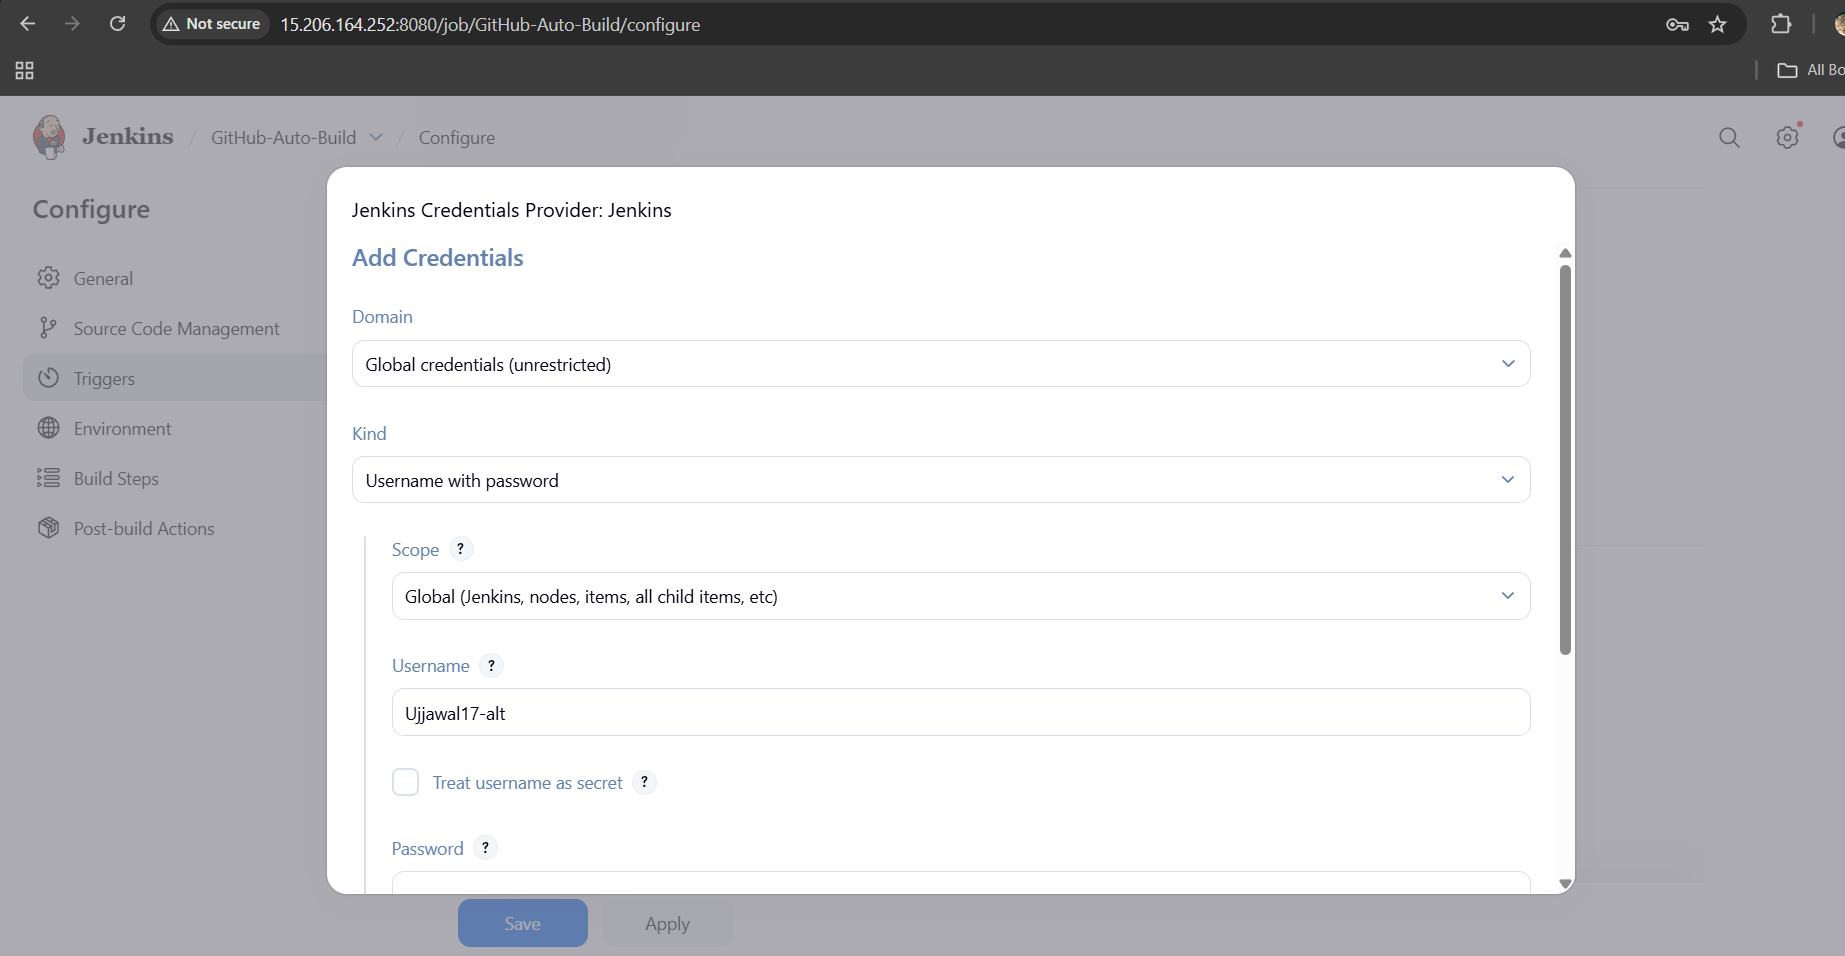 Not secure 15.206.164.252:8080/job/GitHub-Auto-Build/configure
All Bo
Jenkins / GitHub-Auto-Build / Configure
Configure
General
Source Code Management
Triggers
Environment
Build Steps
Post-build Actions
Jenkins Credentials Provider: Jenkins
Add Credentials
Domain
Global credentials (unrestricted)
Kind
Username with password
Scope ?
Global (Jenkins, nodes, items, all child items, etc)
Username ?
Ujjawal17-alt
Treat username as secret ?
Password ?
Save Apply